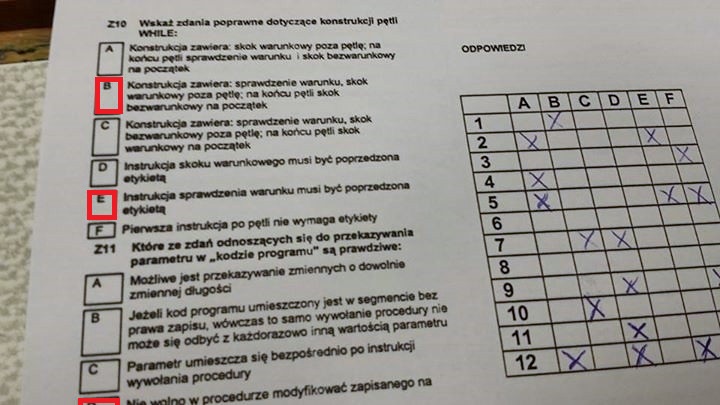 Z10 Wskaż zdania poprawne dotyczące konstrukcji pętli
WHILE:
A Konstrukcja zawiera: skok warunkowy poza pętlę; na
końcu pętli sprawdzenie warunku i skok bezwarunkowy
na początek
B Konstrukcja zawiera: sprawdzenie warunku, skok
warunkowy poza pętlę; na końcu pętli skok
bezwarunkowy na początek
C Konstrukcja zawiera: sprawdzenie warunku, skok
bezwarunkowy poza pętlę; na końcu pętli skok
warunkowy na początek
D Instrukcja skoku warunkowego musi być poprzedzona
etykietą
E Instrukcja sprawdzenia warunku musi być poprzedzona
etykietą
F Pierwsza instrukcja po pętli nie wymaga etykiety
Z11 Które ze zdań odnoszących się do przekazywania
parametru w „kodzie programu" są prawdziwe:
A Możliwe jest przekazywanie zmiennych o dowolnie
zmiennej długości
B Jeżeli kod programu umieszczony jest w segmencie bez
prawa zapisu, wówczas to samo wywołanie procedury nie
może się odbyć z każdorazowo inną wartością parametru
C Parametr umieszcza się bezpośrednio po instrukcji
wywołania procedury
Nie wolno w procedurze modyfikować zapisanego na
ODPOWIEDZI
A B C D E F
1 X
2 X X
3 X
4 X
5 X X X
6
7 X X
8
9 X
10 X
11 X
12 X X X